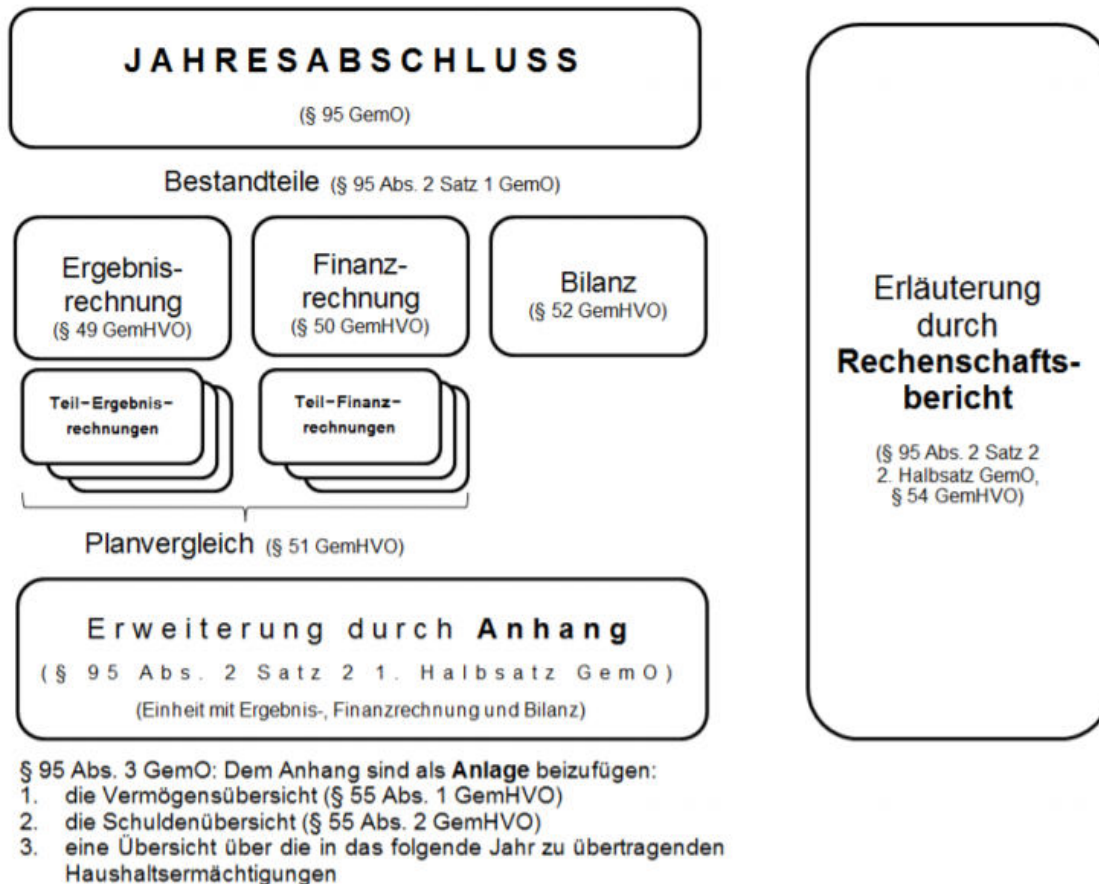 JAHRESABSCHLUSS
(§ 95 GemO)
Bestandteile (§ 95 Abs. 2 Satz 1 GemO)
Ergebnis-
rechnung
(§ 49 GemHVO)
Finanz-
rechnung
(§ 50 GemHVO)
Bilanz
(§ 52 GemHVO)
Teil-Ergebnis-
rechnungen
Teil-Finanz-
rechnungen
Planvergleich (§ 51 GemHVO)
Erweiterung durch Anhang
(§ 95 Abs. 2 Satz 2 1. Halbsatz GemO)
(Einheit mit Ergebnis-, Finanzrechnung und Bilanz)
§ 95 Abs. 3 GemO: Dem Anhang sind als Anlage beizufügen:
1. die Vermögensübersicht (§ 55 Abs. 1 GemHVO)
2. die Schuldenübersicht (§ 55 Abs. 2 GemHVO)
3. eine Übersicht über die in das folgende Jahr zu übertragenden
Haushaltsermächtigungen
Erläuterung
durch
Rechenschafts-
bericht
(§ 95 Abs. 2 Satz 2
2. Halbsatz GemO,
§ 54 GemHVO)